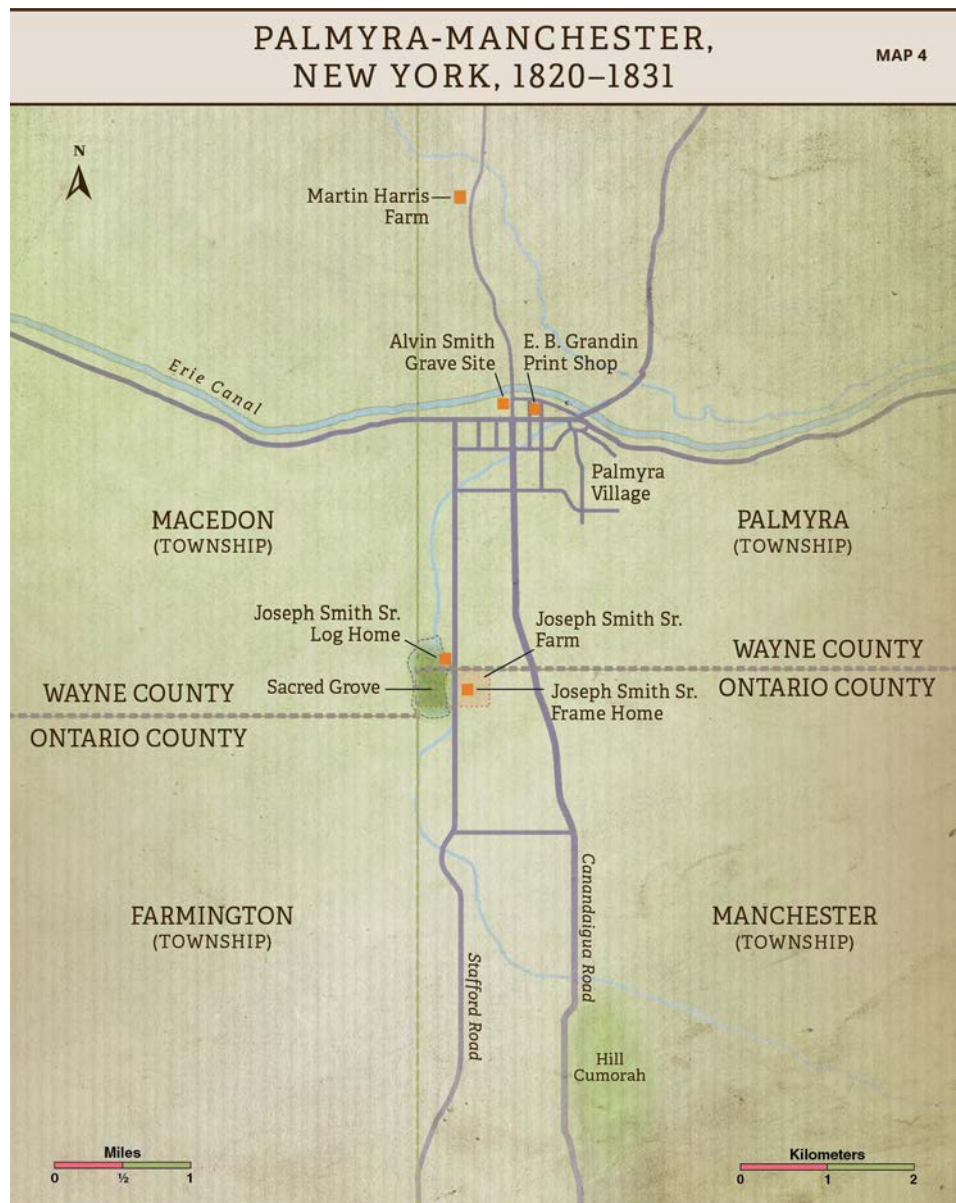 PALMYRA-MANCHESTER,
NEW YORK, 1820–1831
MAP 4
N
Martin Harris
Farm
Alvin Smith
Grave Site
E. B. Grandin
Print Shop
Erie Canal
Palmyra
Village
MACEDON
(TOWNSHIP)
PALMYRA
(TOWNSHIP)
Joseph Smith Sr.
Log Home
Joseph Smith Sr.
Farm
WAYNE COUNTY
Sacred Grove
WAYNE COUNTY
ONTARIO COUNTY
Joseph Smith Sr.
Frame Home
ONTARIO COUNTY
FARMINGTON
(TOWNSHIP)
MANCHESTER
(TOWNSHIP)
Canandaigua Road
Stafford Road
Hill
Cumorah
Miles
0 ½ 1
Kilometers
0 1 2